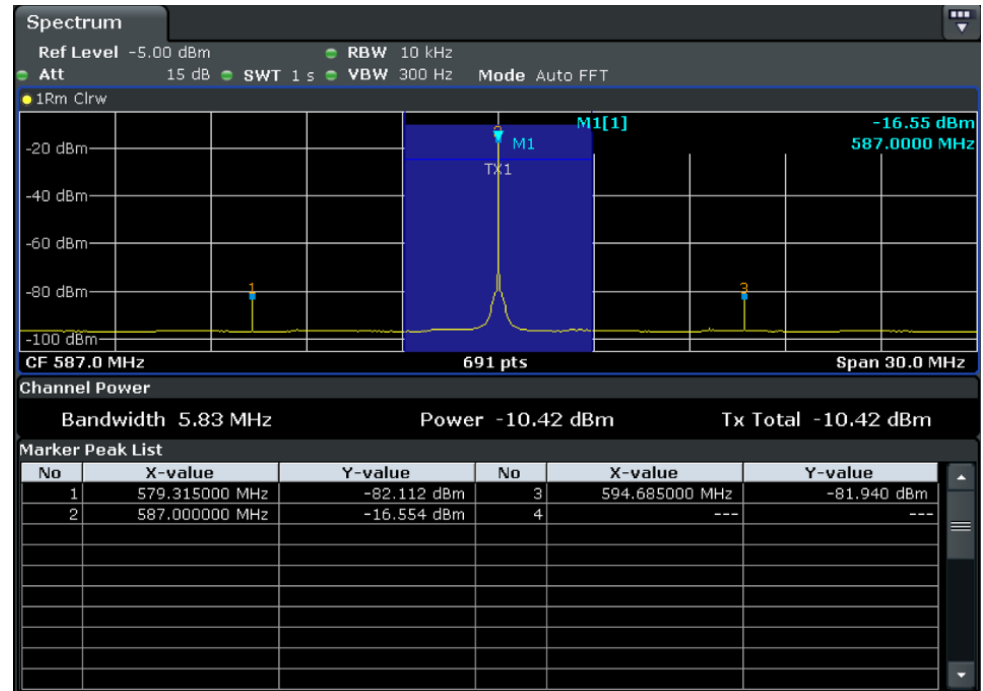 Spectrum
Ref Level -5.00 dBm RBW 10 kHz
Att 15 dB SWT 1 s VBW 300 Hz Mode Auto FFT
1Rm Clrw
M1[1] -16.55 dBm
587.0000 MHz
2
M1
TX1
-20 dBm
-40 dBm
-60 dBm
-80 dBm
1
3
-100 dBm
CF 587.0 MHz 691 pts Span 30.0 MHz
Channel Power
Bandwidth 5.83 MHz Power -10.42 dBm Tx Total -10.42 dBm
Marker Peak List
No X-value Y-value No X-value Y-value
1 579.315000 MHz -82.112 dBm 3 594.685000 MHz -81.940 dBm
2 587.000000 MHz -16.554 dBm 4 --- ---